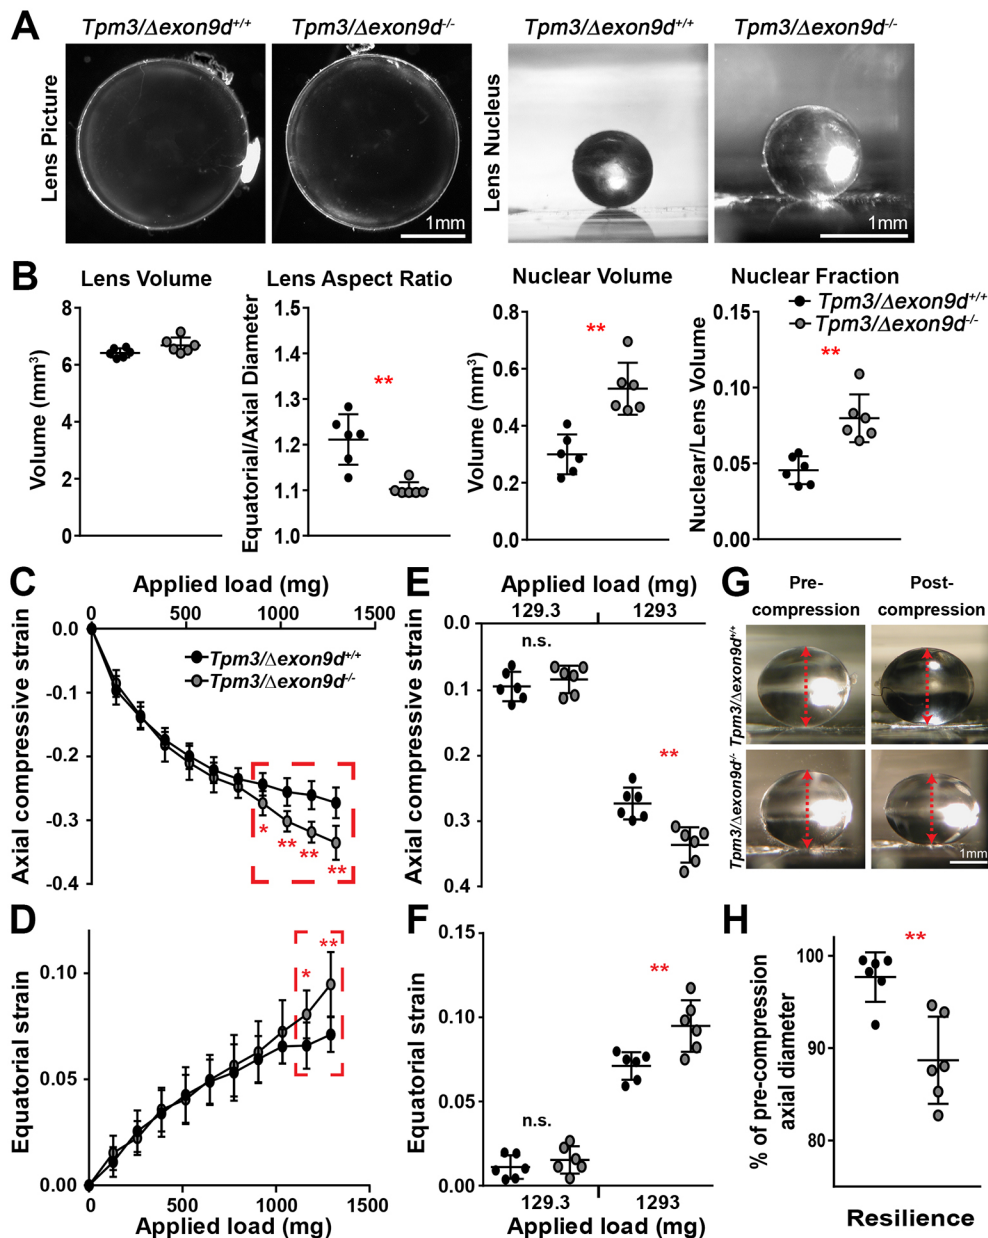 A
Tpm3/Δexon9d+/+
Tpm3/Δexon9d-/-
Tpm3/Δexon9d+/+
Tpm3/Δexon9d-/-
Lens Picture
1mm
Lens Nucleus
1mm
B
Lens Volume
Volume (mm3)
8
6
4
2
0
Lens Aspect Ratio
Equatorial/Axial Diameter
1.5
1.4
1.3
1.2
1.1
1.0
**
Nuclear Volume
Volume (mm3)
0.8
0.6
0.4
0.2
0.0
**
Nuclear Fraction
Nuclear/Lens Volume
0.15
0.10
0.05
0.00
Tpm3/Δexon9d+/+
Tpm3/Δexon9d-/-
**
C
Applied load (mg)
0
500
1000
1500
Axial compressive strain
0.0
-0.1
-0.2
-0.3
-0.4
Tpm3/Δexon9d+/+
Tpm3/Δexon9d-/-
*
**
**
**
E
Applied load (mg)
129.3
1293
Axial compressive strain
0.0
0.1
0.2
0.3
0.4
n.s.
**
G
Pre-
compression
Post-
compression
Tpm3/Δexon9d+/+
Tpm3/Δexon9d-/-
1mm
D
Equatorial strain
0.10
0.05
0.00
*
**
0
500
1000
1500
Applied load (mg)
F
Equatorial strain
0.15
0.10
0.05
0.00
n.s.
**
129.3
1293
Applied load (mg)
H
% of pre-compression
axial diameter
100
90
80
**
Resilience